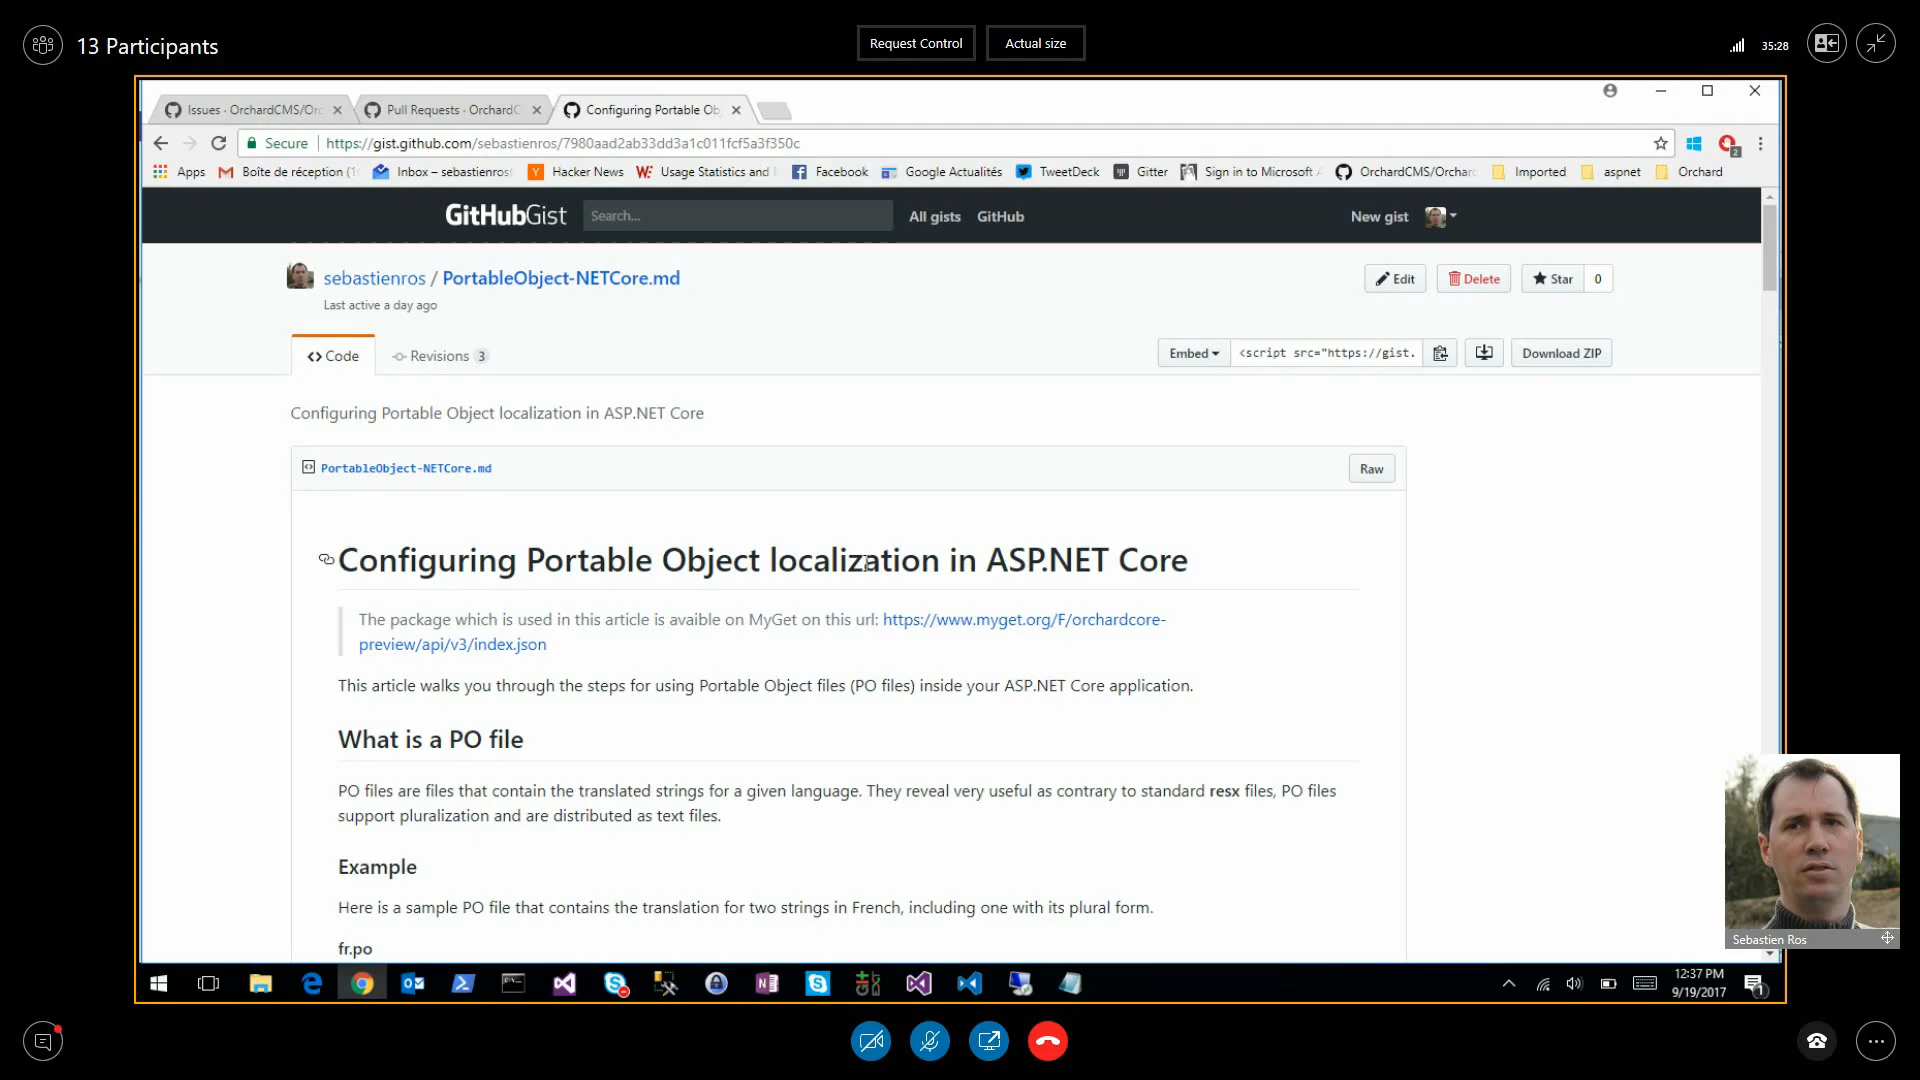 13 Participants
Request Control
Actual size
35:28
Issues · OrchardCMS/Orc
Pull Requests · OrchardC
Configuring Portable Ob
Secure
https://gist.github.com/sebastienros/7980aad2ab33dd3a1c011fcf5a3f350c
2
Apps
Boîte de réception (1
Inbox – sebastienros
Hacker News
Usage Statistics and
Facebook
Google Actualités
TweetDeck
Gitter
Sign in to Microsoft
OrchardCMS/Orchar
Imported
aspnet
Orchard
GitHubGist
Search...
All gists
GitHub
New gist
sebastienros / PortableObject-NETCore.md
Edit
Delete
Star
0
Last active a day ago
Code
Revisions 3
Embed
<script src="https://gist.
Download ZIP
Configuring Portable Object localization in ASP.NET Core
PortableObject-NETCore.md
Raw
Configuring Portable Object localization in ASP.NET Core
The package which is used in this article is avaible on MyGet on this url: https://www.myget.org/F/orchardcore-
preview/api/v3/index.json
This article walks you through the steps for using Portable Object files (PO files) inside your ASP.NET Core application.
What is a PO file
PO files are files that contain the translated strings for a given language. They reveal very useful as contrary to standard resx files, PO files
support pluralization and are distributed as text files.
Example
Here is a sample PO file that contains the translation for two strings in French, including one with its plural form.
fr.po
Sebastien Ros
12:37 PM
9/19/2017
1